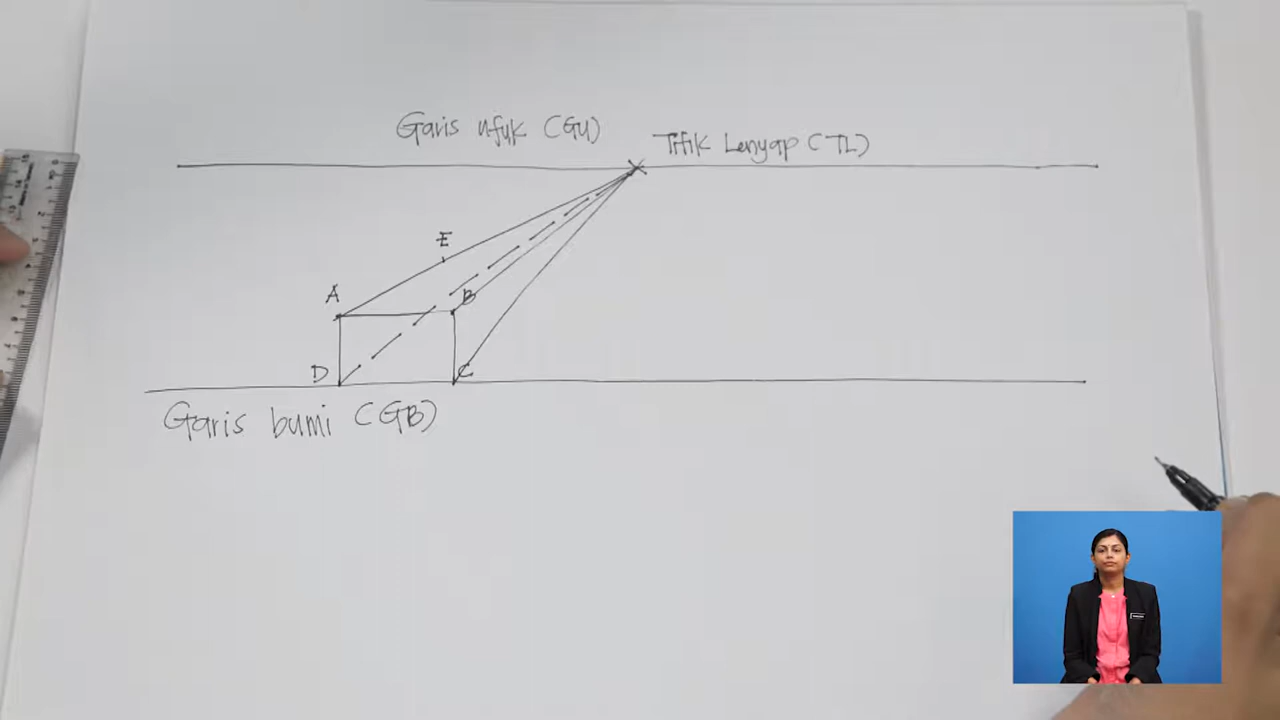 Garis ufuk (GU)
Titik Lenyap (TL)
E
A
B
D
C
Garis bumi (GB)